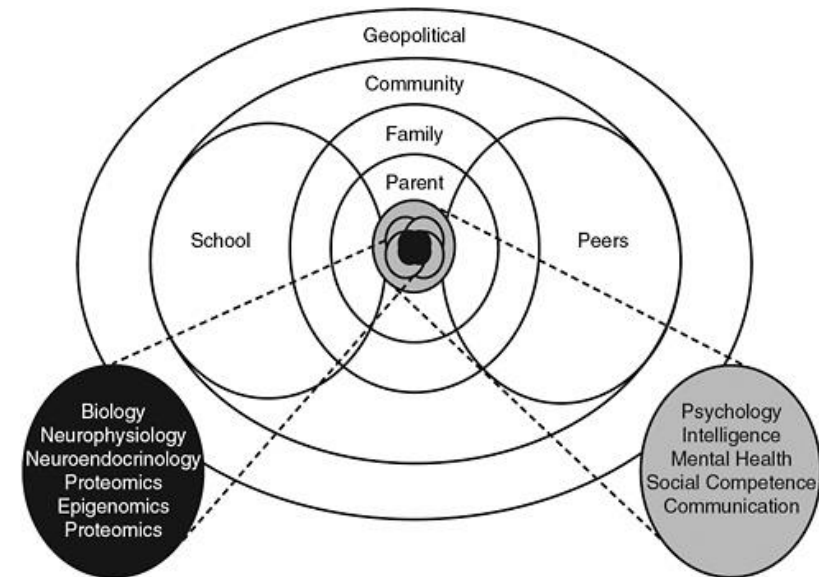 Geopolitical
Community
Family
Parent
School
Peers
Biology
Neurophysiology
Neuroendocrinology
Proteomics
Epigenomics
Proteomics
Psychology
Intelligence
Mental Health
Social Competence
Communication